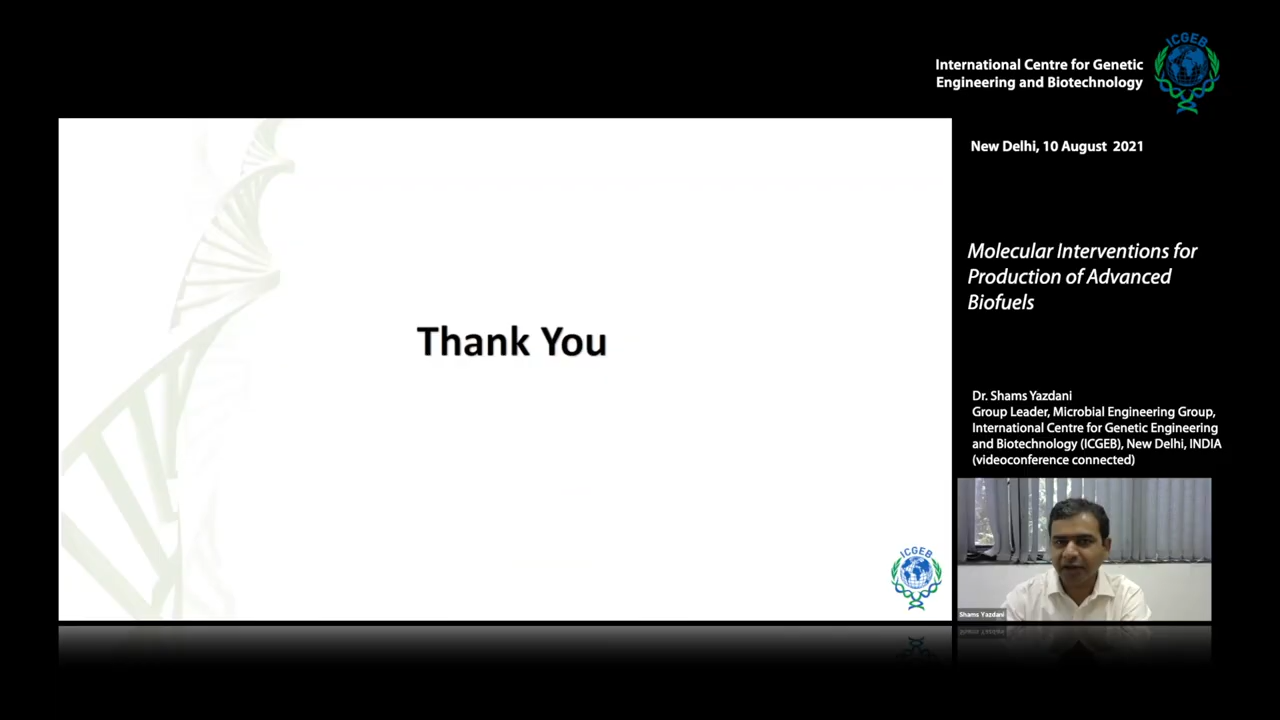 ICGEB
International Centre for Genetic
Engineering and Biotechnology
New Delhi, 10 August 2021
Molecular Interventions for
Production of Advanced
Biofuels
Thank You
Dr. Shams Yazdani
Group Leader, Microbial Engineering Group,
International Centre for Genetic Engineering
and Biotechnology (ICGEB), New Delhi, INDIA
(videoconference connected)
ICGEB
Shams Yazdani